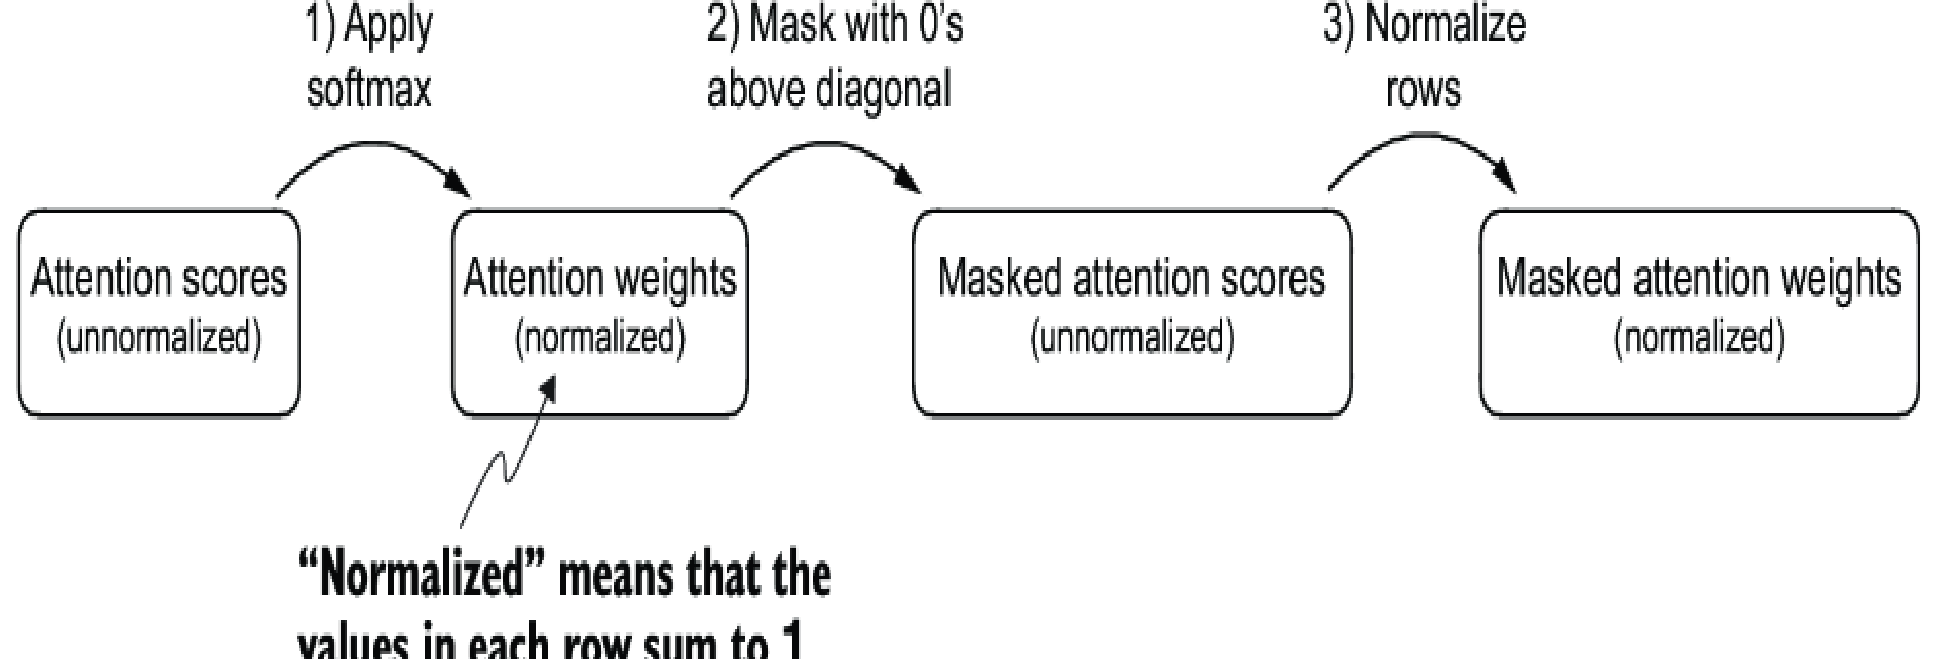 1) Apply
softmax
2) Mask with 0's
above diagonal
3) Normalize
rows
Attention scores
(unnormalized)
Attention weights
(normalized)
Masked attention scores
(unnormalized)
Masked attention weights
(normalized)
“Normalized” means that the
values in each row sum to 1